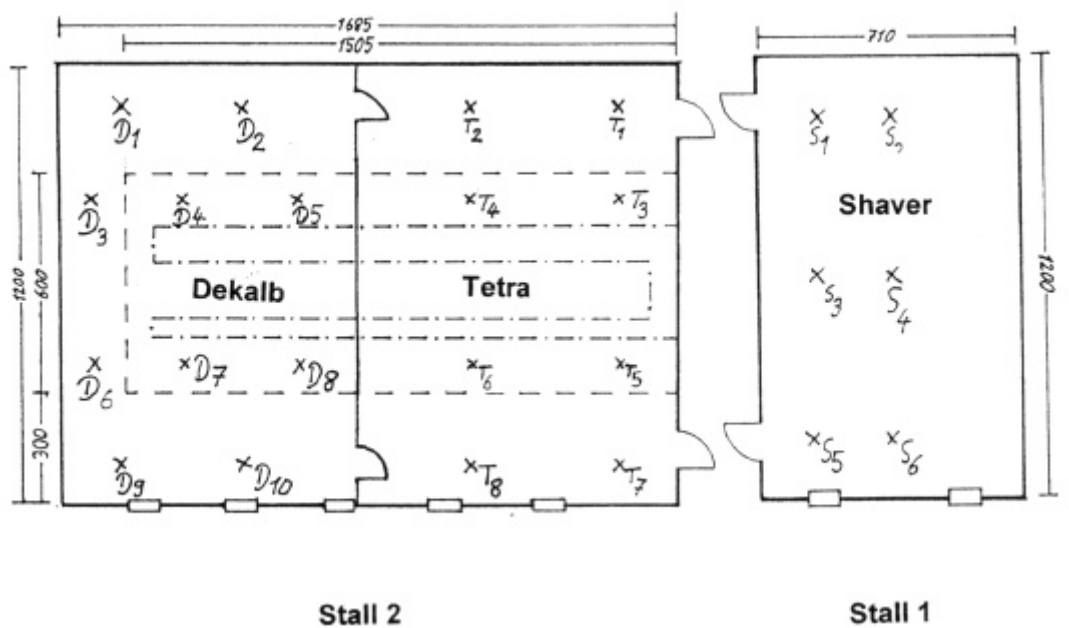 1685
1505
710
D1
D2
T2
T1
S1
S2
D3
D4
D5
T4
T3
Shaver
1200
600
1200
Dekalb
Tetra
S3
S4
D6
D7
D8
T6
T5
300
D9
D10
T8
T7
S5
S6
Stall 2
Stall 1